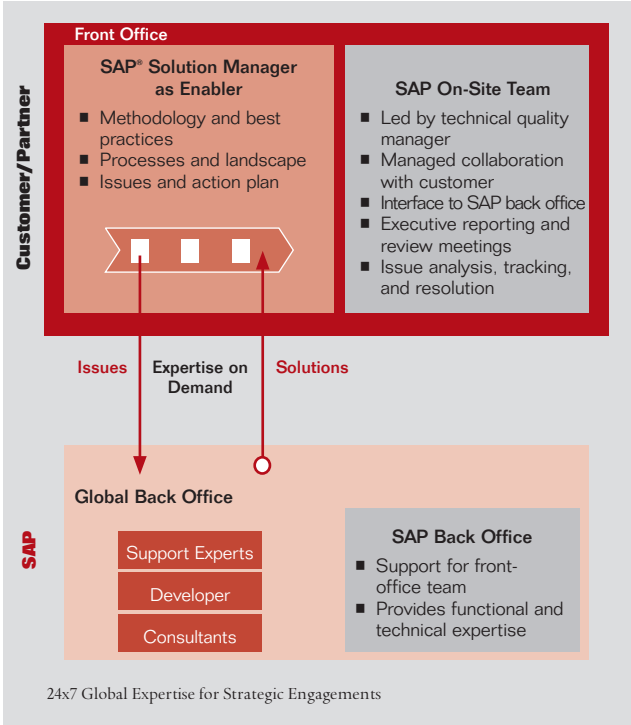 Customer/Partner
Front Office
SAP® Solution Manager
as Enabler
■ Methodology and best
practices
■ Processes and landscape
■ Issues and action plan
SAP On-Site Team
■ Led by technical quality
manager
■ Managed collaboration
with customer
■ Interface to SAP back office
■ Executive reporting and
review meetings
■ Issue analysis, tracking,
and resolution
Issues
Expertise on
Demand
Solutions
SAP
Global Back Office
Support Experts
Developer
Consultants
SAP Back Office
■ Support for front-
office team
■ Provides functional and
technical expertise
24x7 Global Expertise for Strategic Engagements